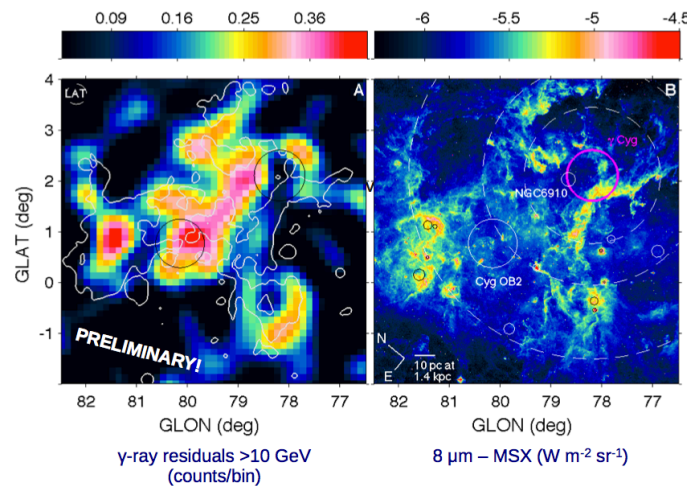 0.09 0.16 0.25 0.36
-6 -5.5 -5 -4.5
LAT
A
PRELIMINARY!
4
3
2
1
0
-1
GLAT (deg)
82 81 80 79 78 77
GLON (deg)
γ-ray residuals >10 GeV
(counts/bin)
B
γ Cyg
NGC6910
Cyg OB2
N
E
10 pc at
1.4 kpc
82 81 80 79 78 77
GLON (deg)
8 μm – MSX (W m⁻² sr⁻¹)